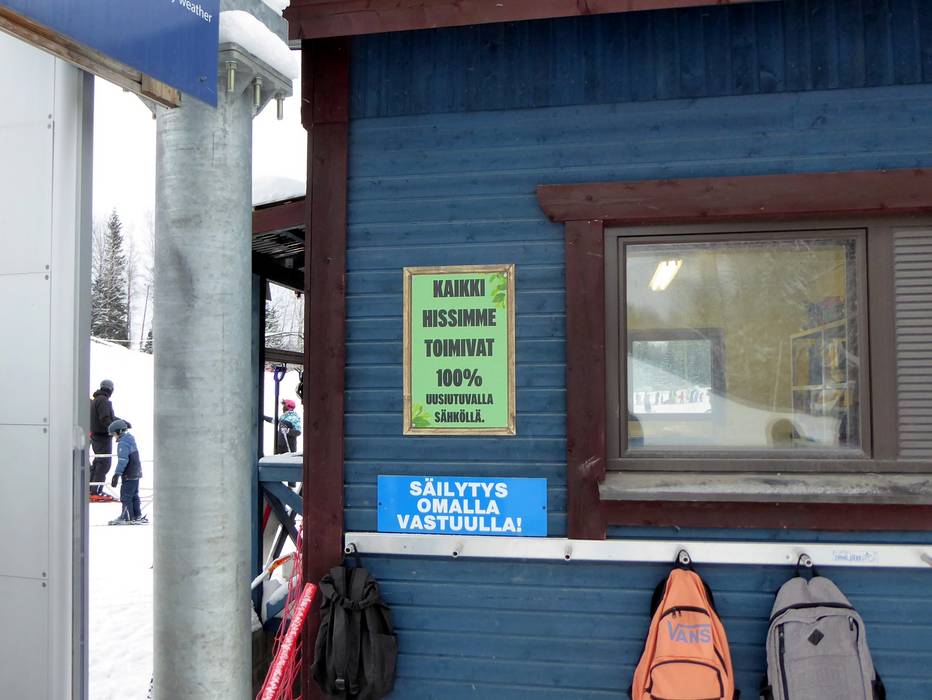 weather
KAIKKI
HISSIMME
TOIMIVAT
100%
UUSIUTUVALLA
SÄHKÖLLÄ.
SÄILYTYS
OMALLA
VASTUULLA!
VANS